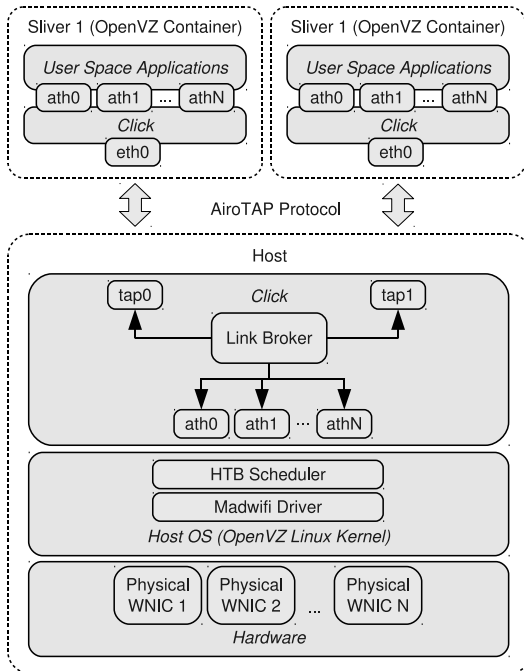 Sliver 1 (OpenVZ Container)
User Space Applications
ath0 ath1 ... athN
Click
eth0
Sliver 1 (OpenVZ Container)
User Space Applications
ath0 ath1 ... athN
Click
eth0
AiroTAP Protocol
Host
tap0 Click tap1
Link Broker
ath0 ath1 ... athN
HTB Scheduler
Madwifi Driver
Host OS (OpenVZ Linux Kernel)
Physical
WNIC 1
Physical
WNIC 2
...
Physical
WNIC N
Hardware